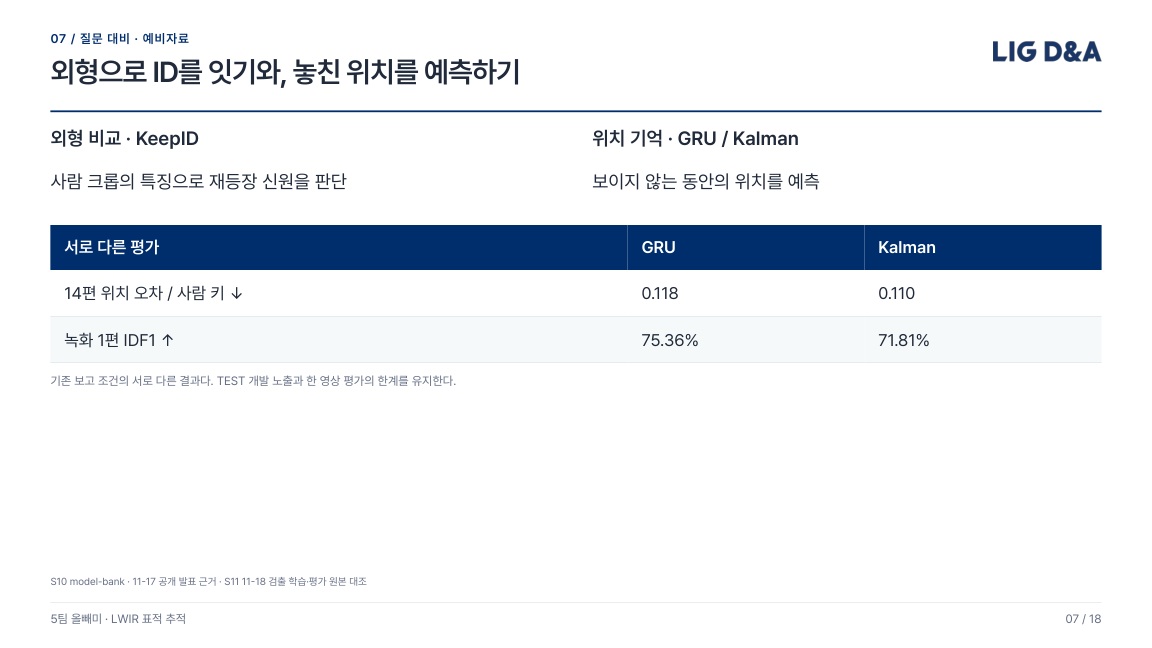 07 / 질문 대비 · 예비자료
외형으로 ID를 잇기와, 놓친 위치를 예측하기
LIG D&A
외형 비교 · KeepID
사람 크롭의 특징으로 재등장 신원을 판단
위치 기억 · GRU / Kalman
보이지 않는 동안의 위치를 예측
서로 다른 평가 GRU Kalman
14편 위치 오차 / 사람 키 ↓ 0.118 0.110
녹화 1편 IDF1 ↑ 75.36% 71.81%
기존 보고 조건의 서로 다른 결과다. TEST 개발 노출과 한 영상 평가의 한계를 유지한다.
S10 model-bank · 11-17 공개 발표 근거 · S11 11-18 검출 학습·평가 원본 대조
5팀 올빼미 · LWIR 표적 추적
07 / 18